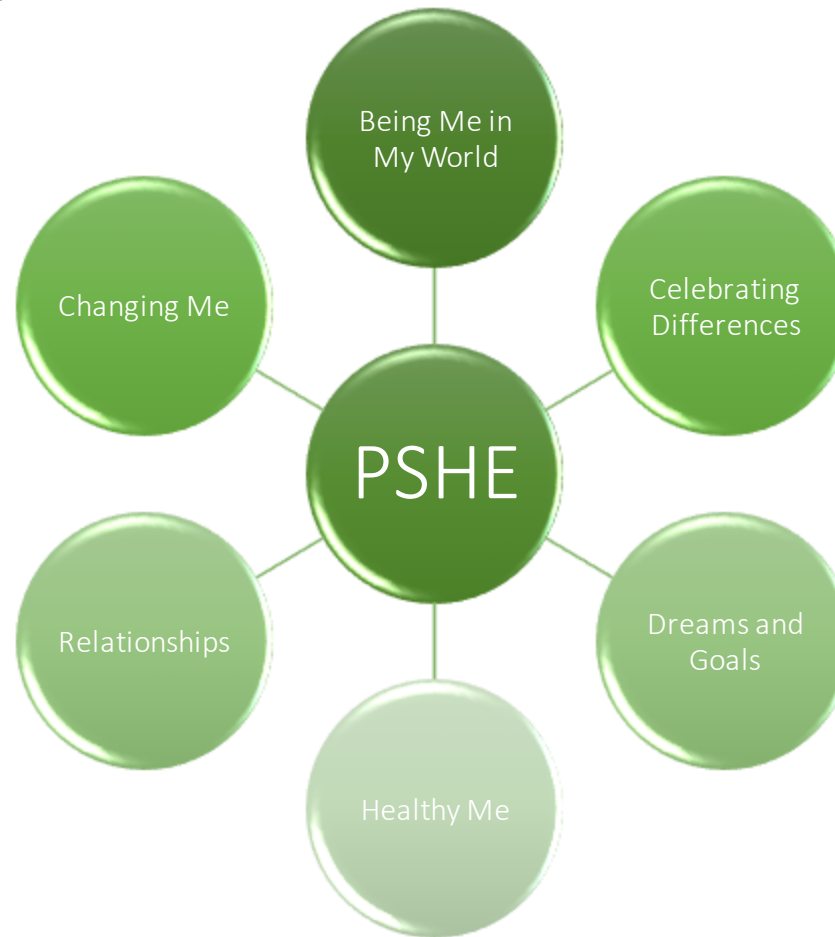 Being Me in
My World
Celebrating
Differences
Dreams and
Goals
Healthy Me
Relationships
Changing Me
PSHE